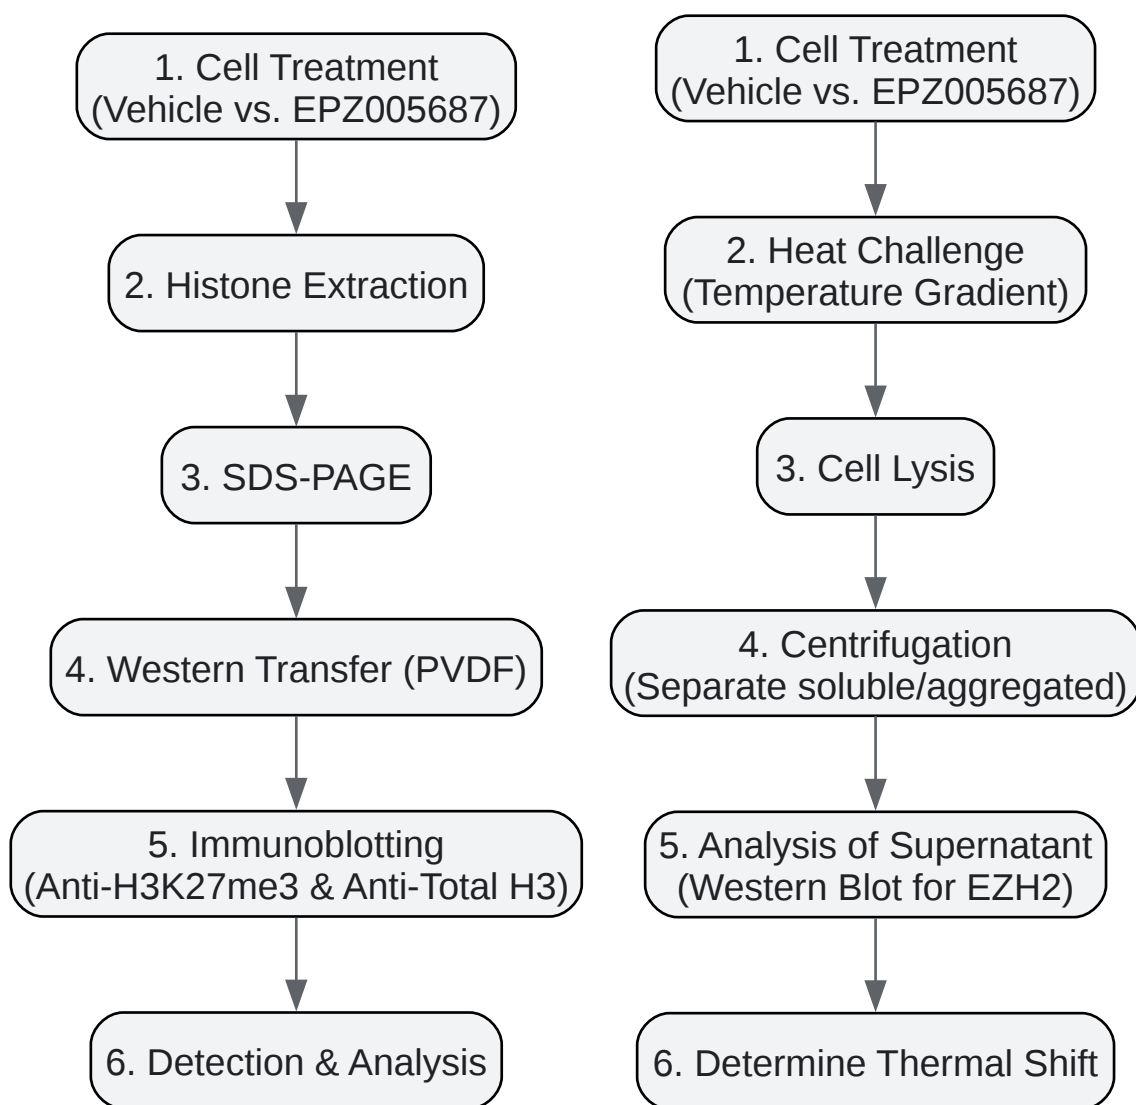 1. Cell Treatment
(Vehicle vs. EPZ005687)
2. Histone Extraction
3. SDS-PAGE
4. Western Transfer (PVDF)
5. Immunoblotting
(Anti-H3K27me3 & Anti-Total H3)
6. Detection & Analysis
1. Cell Treatment
(Vehicle vs. EPZ005687)
2. Heat Challenge
(Temperature Gradient)
3. Cell Lysis
4. Centrifugation
(Separate soluble/aggregated)
5. Analysis of Supernatant
(Western Blot for EZH2)
6. Determine Thermal Shift